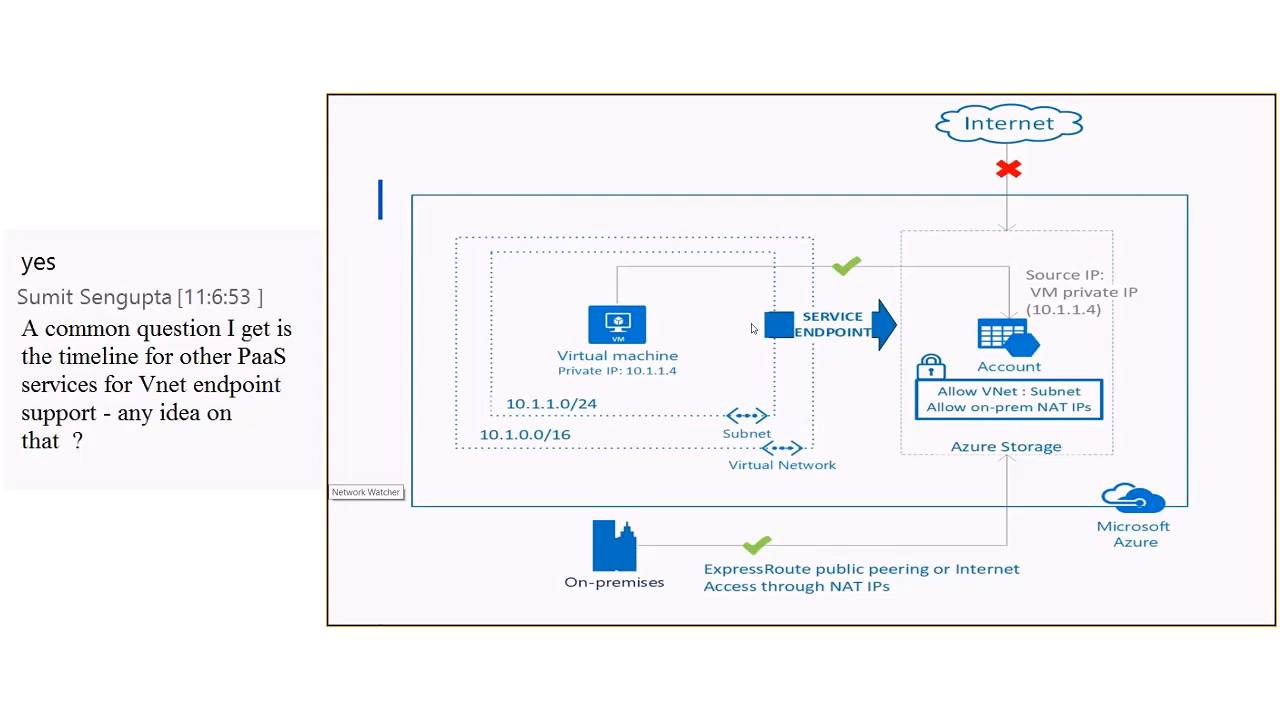 yes
Sumit Sengupta [11:6:53 ]
A common question I get is
the timeline for other PaaS
services for Vnet endpoint
support - any idea on
that ?
Internet
Source IP:
VM private IP
(10.1.1.4)
SERVICE
ENDPOINT
VM
Virtual machine
Private IP: 10.1.1.4
Account
Allow VNet : Subnet
Allow on-prem NAT IPs
10.1.1.0/24
Subnet
10.1.0.0/16
Azure Storage
Virtual Network
Network Watcher
Microsoft
Azure
On-premises
ExpressRoute public peering or Internet
Access through NAT IPs